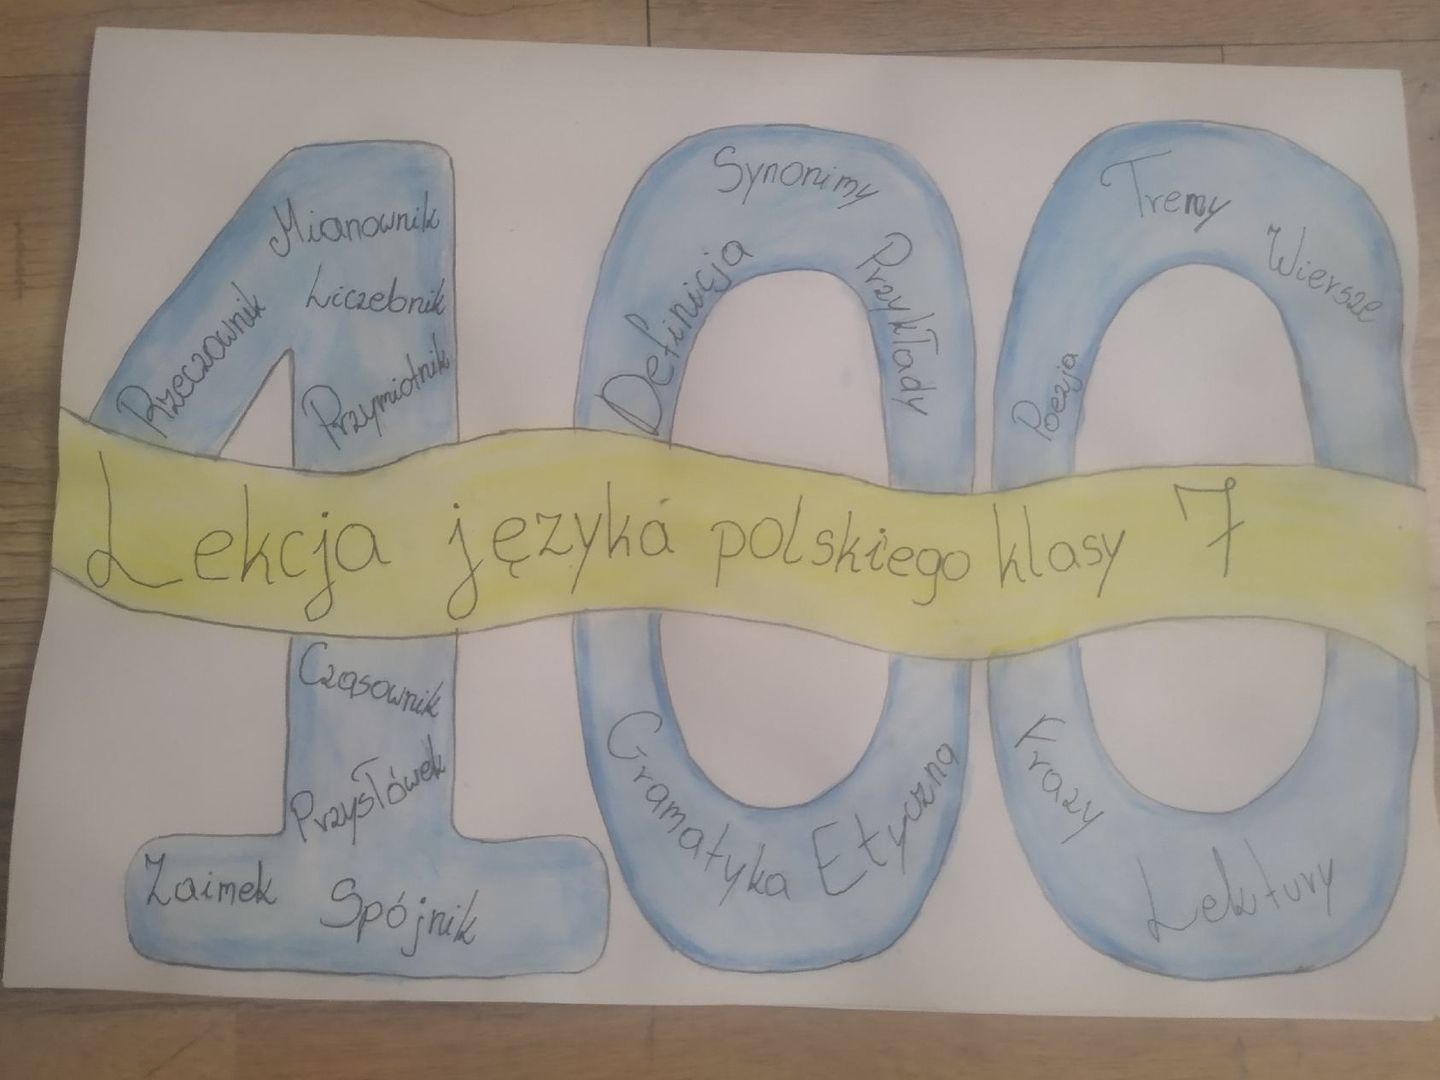 Mianownik
Liczebnik
Rzeczownik
Przymiotnik
Synonimy
Definicja
Przykłady
Tremy
Wiersze
Poezja
Lekcja języka polskiego klasy 7
Czasownik
Przysłówek
Zaimek
Spójnik
Gramatyka
Etyczna
Frazy
Lektury